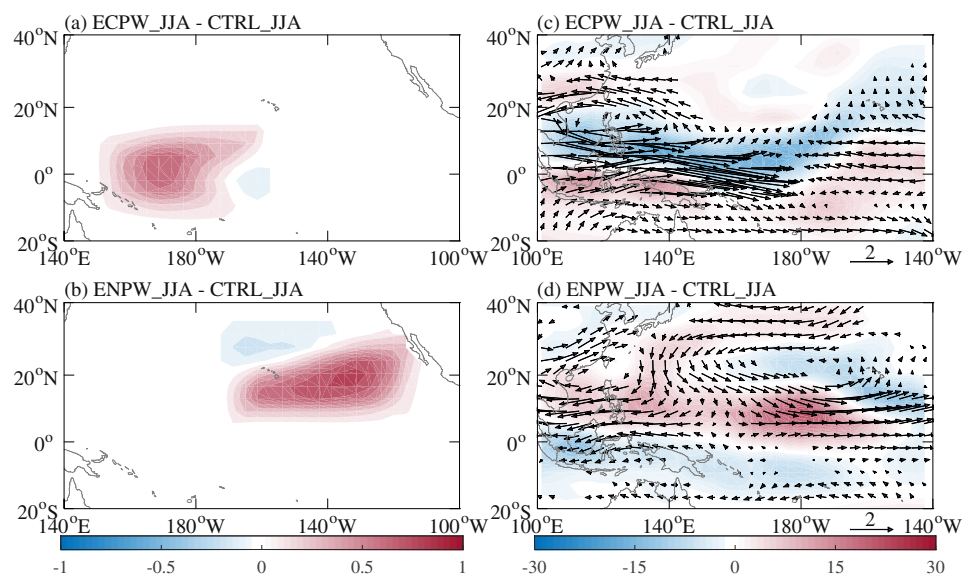 (a) ECPW_JJA - CTRL_JJA
40°N
20°N
0°
20°S
140°E 180°W 140°W 100°W
(c) ECPW_JJA - CTRL_JJA
40°N
20°N
0°
20°S
100°E 140°E 180°W 2 140°W
(b) ENPW_JJA - CTRL_JJA
40°N
20°N
0°
20°S
140°E 180°W 140°W 100°W
-1 -0.5 0 0.5 1
(d) ENPW_JJA - CTRL_JJA
40°N
20°N
0°
20°S
100°E 140°E 180°W 2 140°W
-30 -15 0 15 30